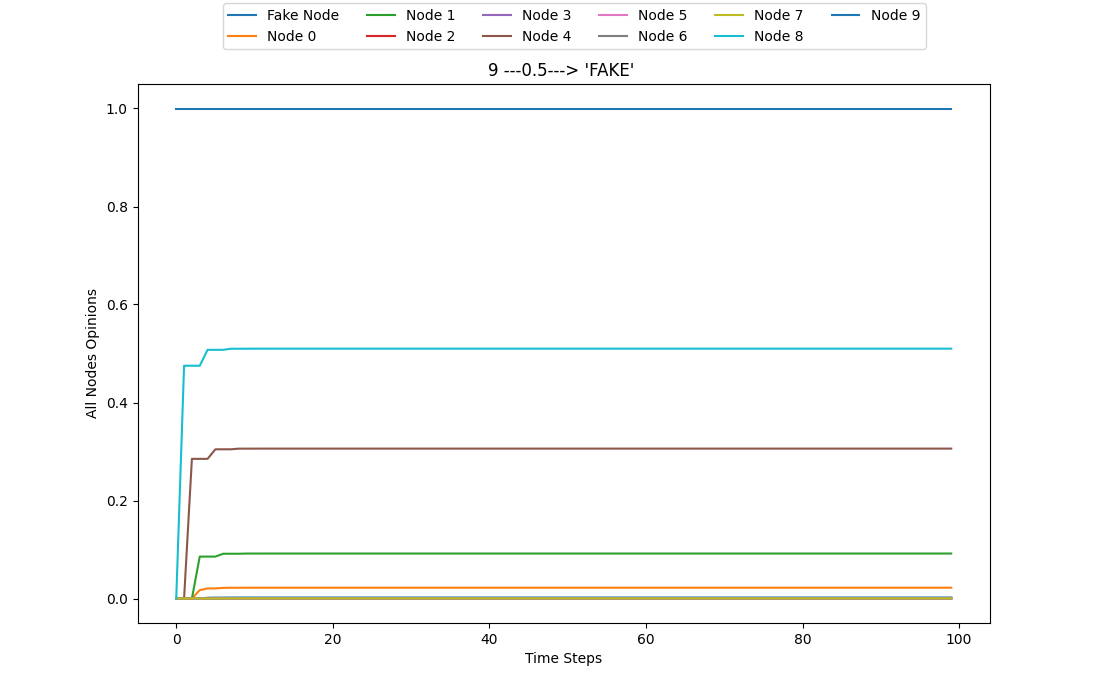 Fake Node Node 1 Node 3 Node 5 Node 7 Node 9
Node 0 Node 2 Node 4 Node 6 Node 8
9 ---0.5---> 'FAKE'
1.0
0.8
0.6
0.4
0.2
0.0
All Nodes Opinions
0 20 40 60 80 100
Time Steps